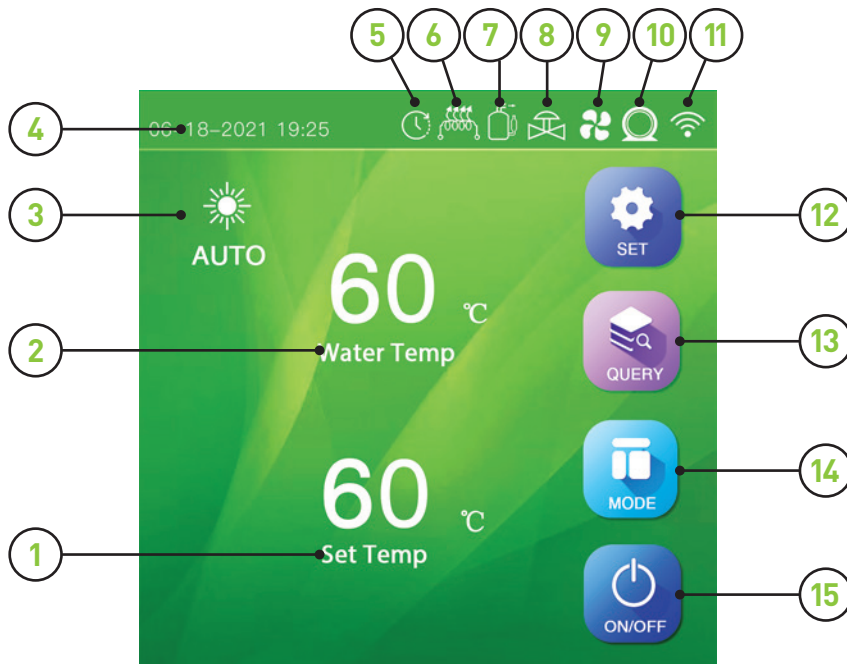 5 6 7 8 9 10 11
4
06-18-2021 19:25
3
AUTO
12
SET
60 ℃
2
Water Temp
13
QUERY
14
MODE
60 ℃
1
Set Temp
15
ON/OFF